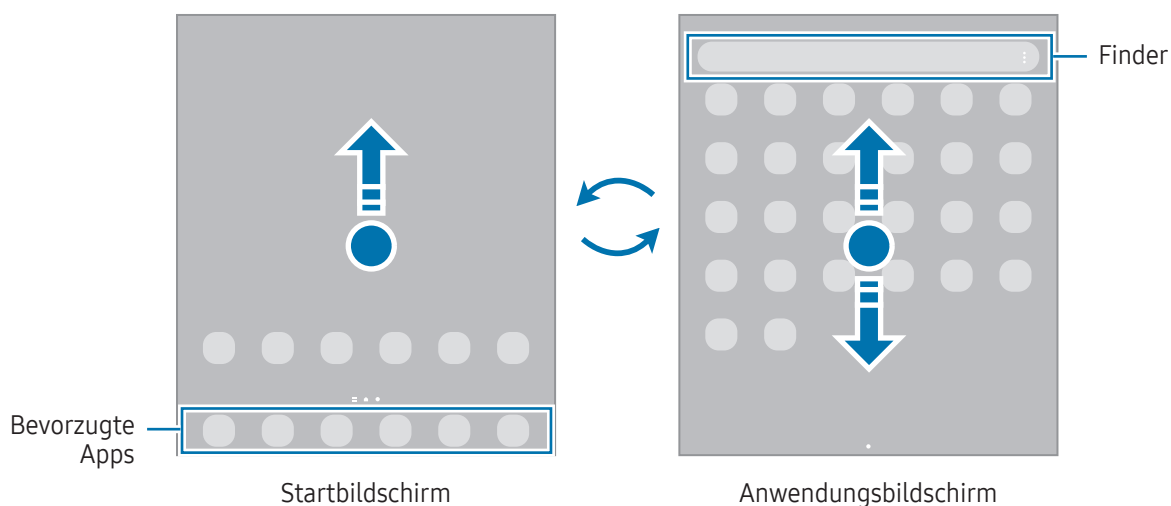 Finder
Bevorzugte
Apps
Startbildschirm
Anwendungsbildschirm